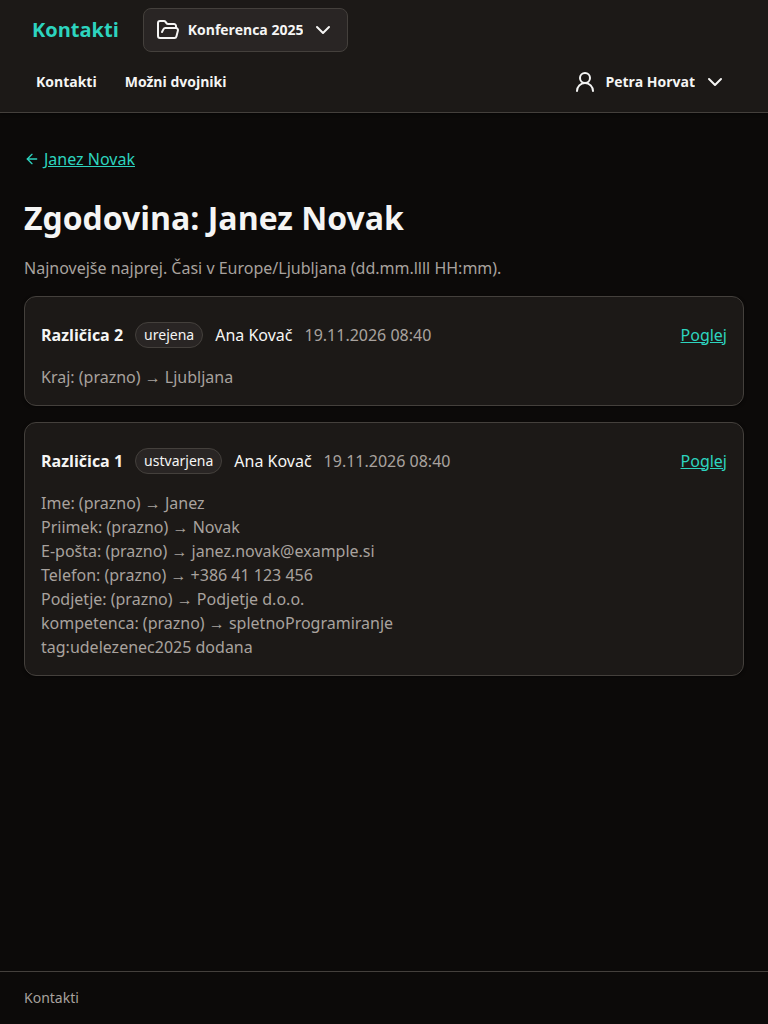 Kontakti
Konferenca 2025
Kontakti
Možni dvojniki
Petra Horvat
← Janez Novak
Zgodovina: Janez Novak
Najnovejše najprej. Časi v Europe/Ljubljana (dd.mm.llll HH:mm).
Različica 2 urejena Ana Kovač 19.11.2026 08:40 Poglej
Kraj: (prazno) → Ljubljana
Različica 1 ustvarjena Ana Kovač 19.11.2026 08:40 Poglej
Ime: (prazno) → Janez
Priimek: (prazno) → Novak
E-pošta: (prazno) → janez.novak@example.si
Telefon: (prazno) → +386 41 123 456
Podjetje: (prazno) → Podjetje d.o.o.
kompetenca: (prazno) → spletnoProgramiranje
tag:udelezenec2025 dodana
Kontakti